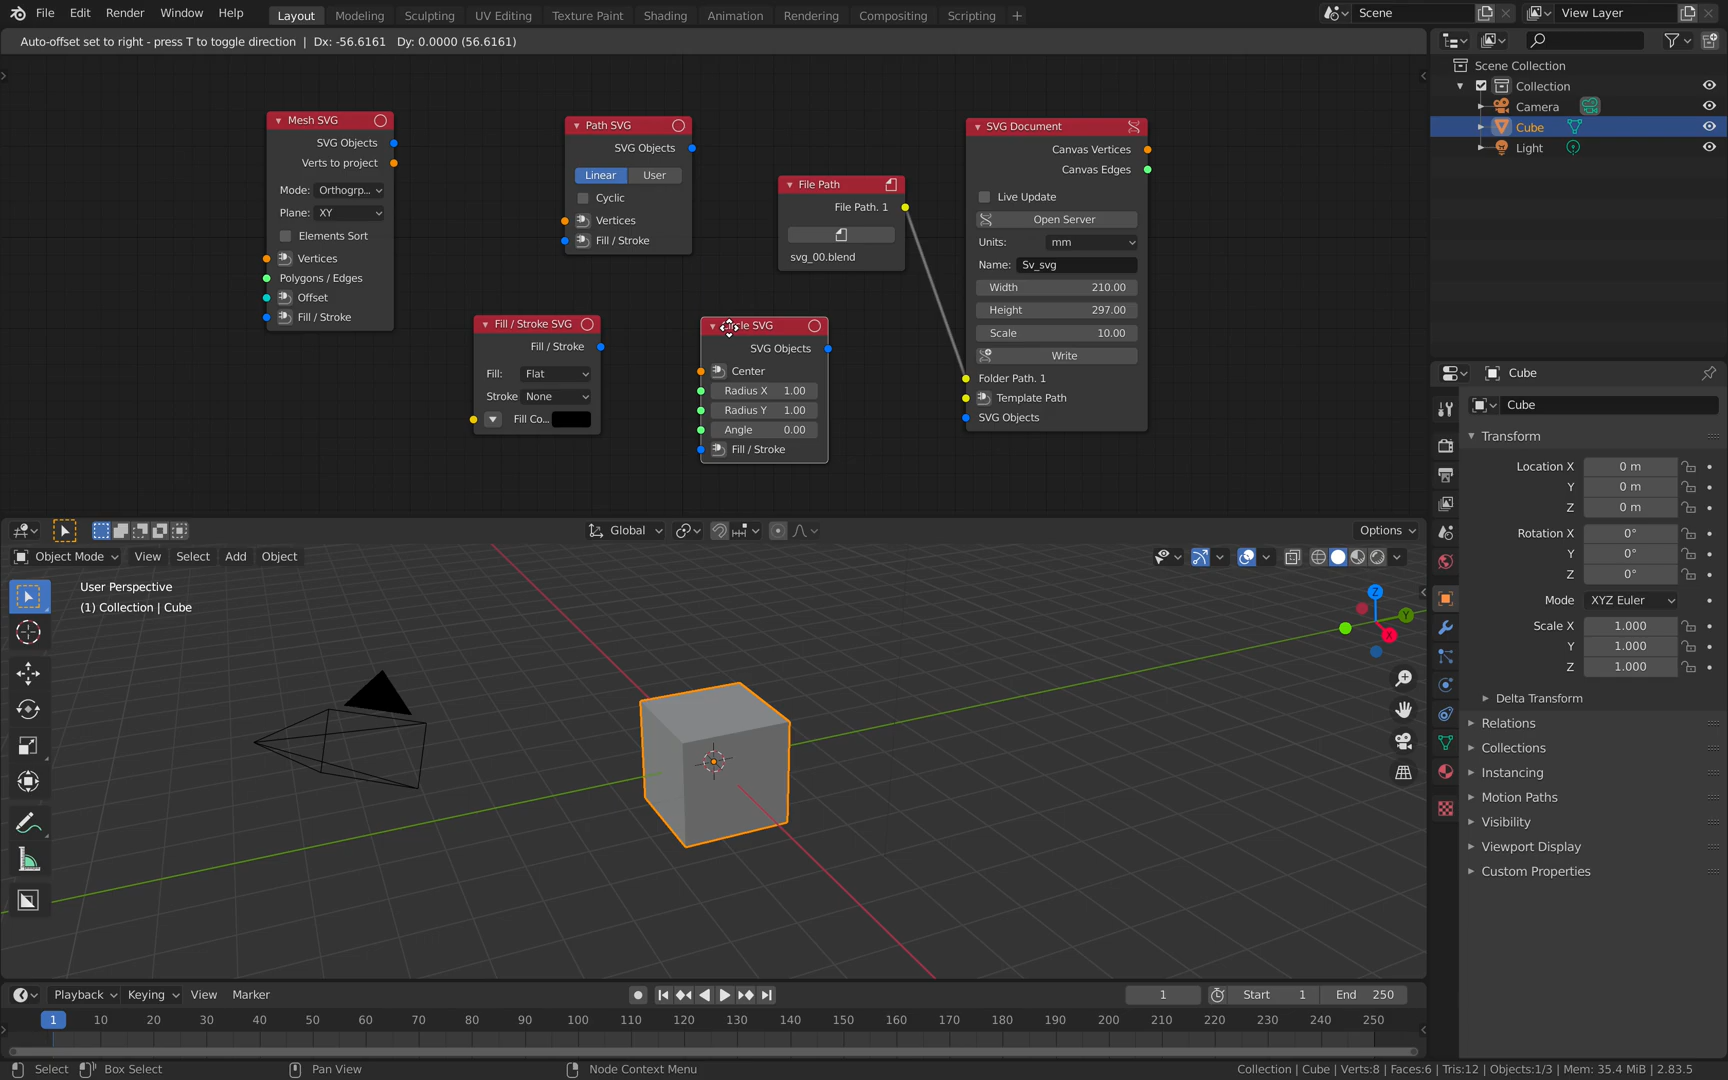 File Edit Render Window Help Layout Modeling Sculpting UV Editing Texture Paint Shading Animation Rendering Compositing Scripting + Scene View Layer
Auto-offset set to right - press T to toggle direction | Dx: -56.6161 Dy: 0.0000 (56.6161)
Mesh SVG
SVG Objects
Verts to project
Mode: Orthogrp...
Plane: XY
Elements Sort
Vertices
Polygons / Edges
Offset
Fill / Stroke
Path SVG
SVG Objects
Linear User
Cyclic
Vertices
Fill / Stroke
File Path
File Path. 1
svg_00.blend
SVG Document
Canvas Vertices
Canvas Edges
Live Update
Open Server
Units: mm
Name: Sv_svg
Width 210.00
Height 297.00
Scale 10.00
Write
Folder Path. 1
Template Path
SVG Objects
Fill / Stroke SVG
Fill / Stroke
Fill: Flat
Stroke None
Fill Co...
SVG
SVG Objects
Center
Radius X 1.00
Radius Y 1.00
Angle 0.00
Fill / Stroke
Scene Collection
Collection
Camera
Cube
Light
Global Options
Object Mode View Select Add Object
User Perspective
(1) Collection | Cube
Z
Y
X
Cube
Cube
Transform
Location X 0 m
Y 0 m
Z 0 m
Rotation X 0°
Y 0°
Z 0°
Mode XYZ Euler
Scale X 1.000
Y 1.000
Z 1.000
Delta Transform
Relations
Collections
Instancing
Motion Paths
Visibility
Viewport Display
Custom Properties
Playback Keying View Marker 1 Start 1 End 250
1 10 20 30 40 50 60 70 80 90 100 110 120 130 140 150 160 170 180 190 200 210 220 230 240 250
Select Box Select Pan View Node Context Menu Collection | Cube | Verts:8 | Faces:6 | Tris:12 | Objects:1/3 | Mem: 35.4 MiB | 2.83.5